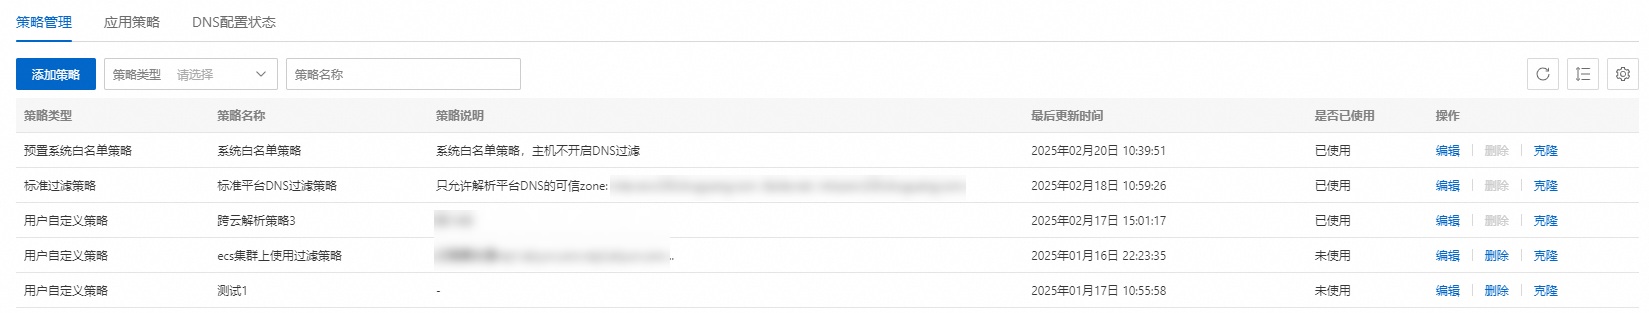 策略管理 应用策略 DNS配置状态
添加策略 策略类型 请选择 策略名称
策略类型 策略名称 策略说明 最后更新时间 是否已使用 操作
预置系统白名单策略 系统白名单策略 系统白名单策略，主机不开启DNS过滤 2025年02月20日 10:39:51 已使用 编辑 删除 克隆
标准过滤策略 标准平台DNS过滤策略 只允许解析平台DNS的可信zone: 2025年02月18日 10:59:26 已使用 编辑 删除 克隆
用户自定义策略 跨云解析策略3 2025年02月17日 15:01:17 已使用 编辑 删除 克隆
用户自定义策略 ecs集群上使用过滤策略 .. 2025年01月16日 22:23:35 未使用 编辑 删除 克隆
用户自定义策略 测试1 - 2025年01月17日 10:55:58 未使用 编辑 删除 克隆